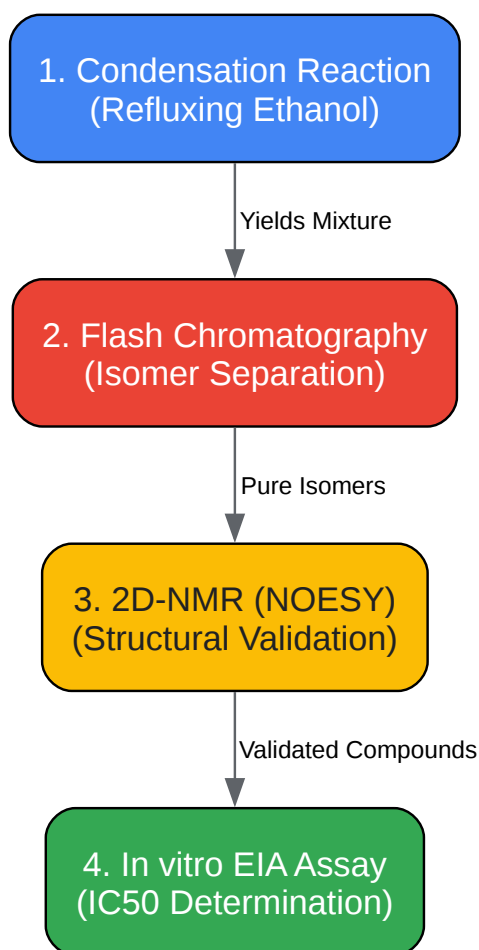 1. Condensation Reaction
(Refluxing Ethanol)
Yields Mixture
2. Flash Chromatography
(Isomer Separation)
Pure Isomers
3. 2D-NMR (NOESY)
(Structural Validation)
Validated Compounds
4. In vitro EIA Assay
(IC50 Determination)